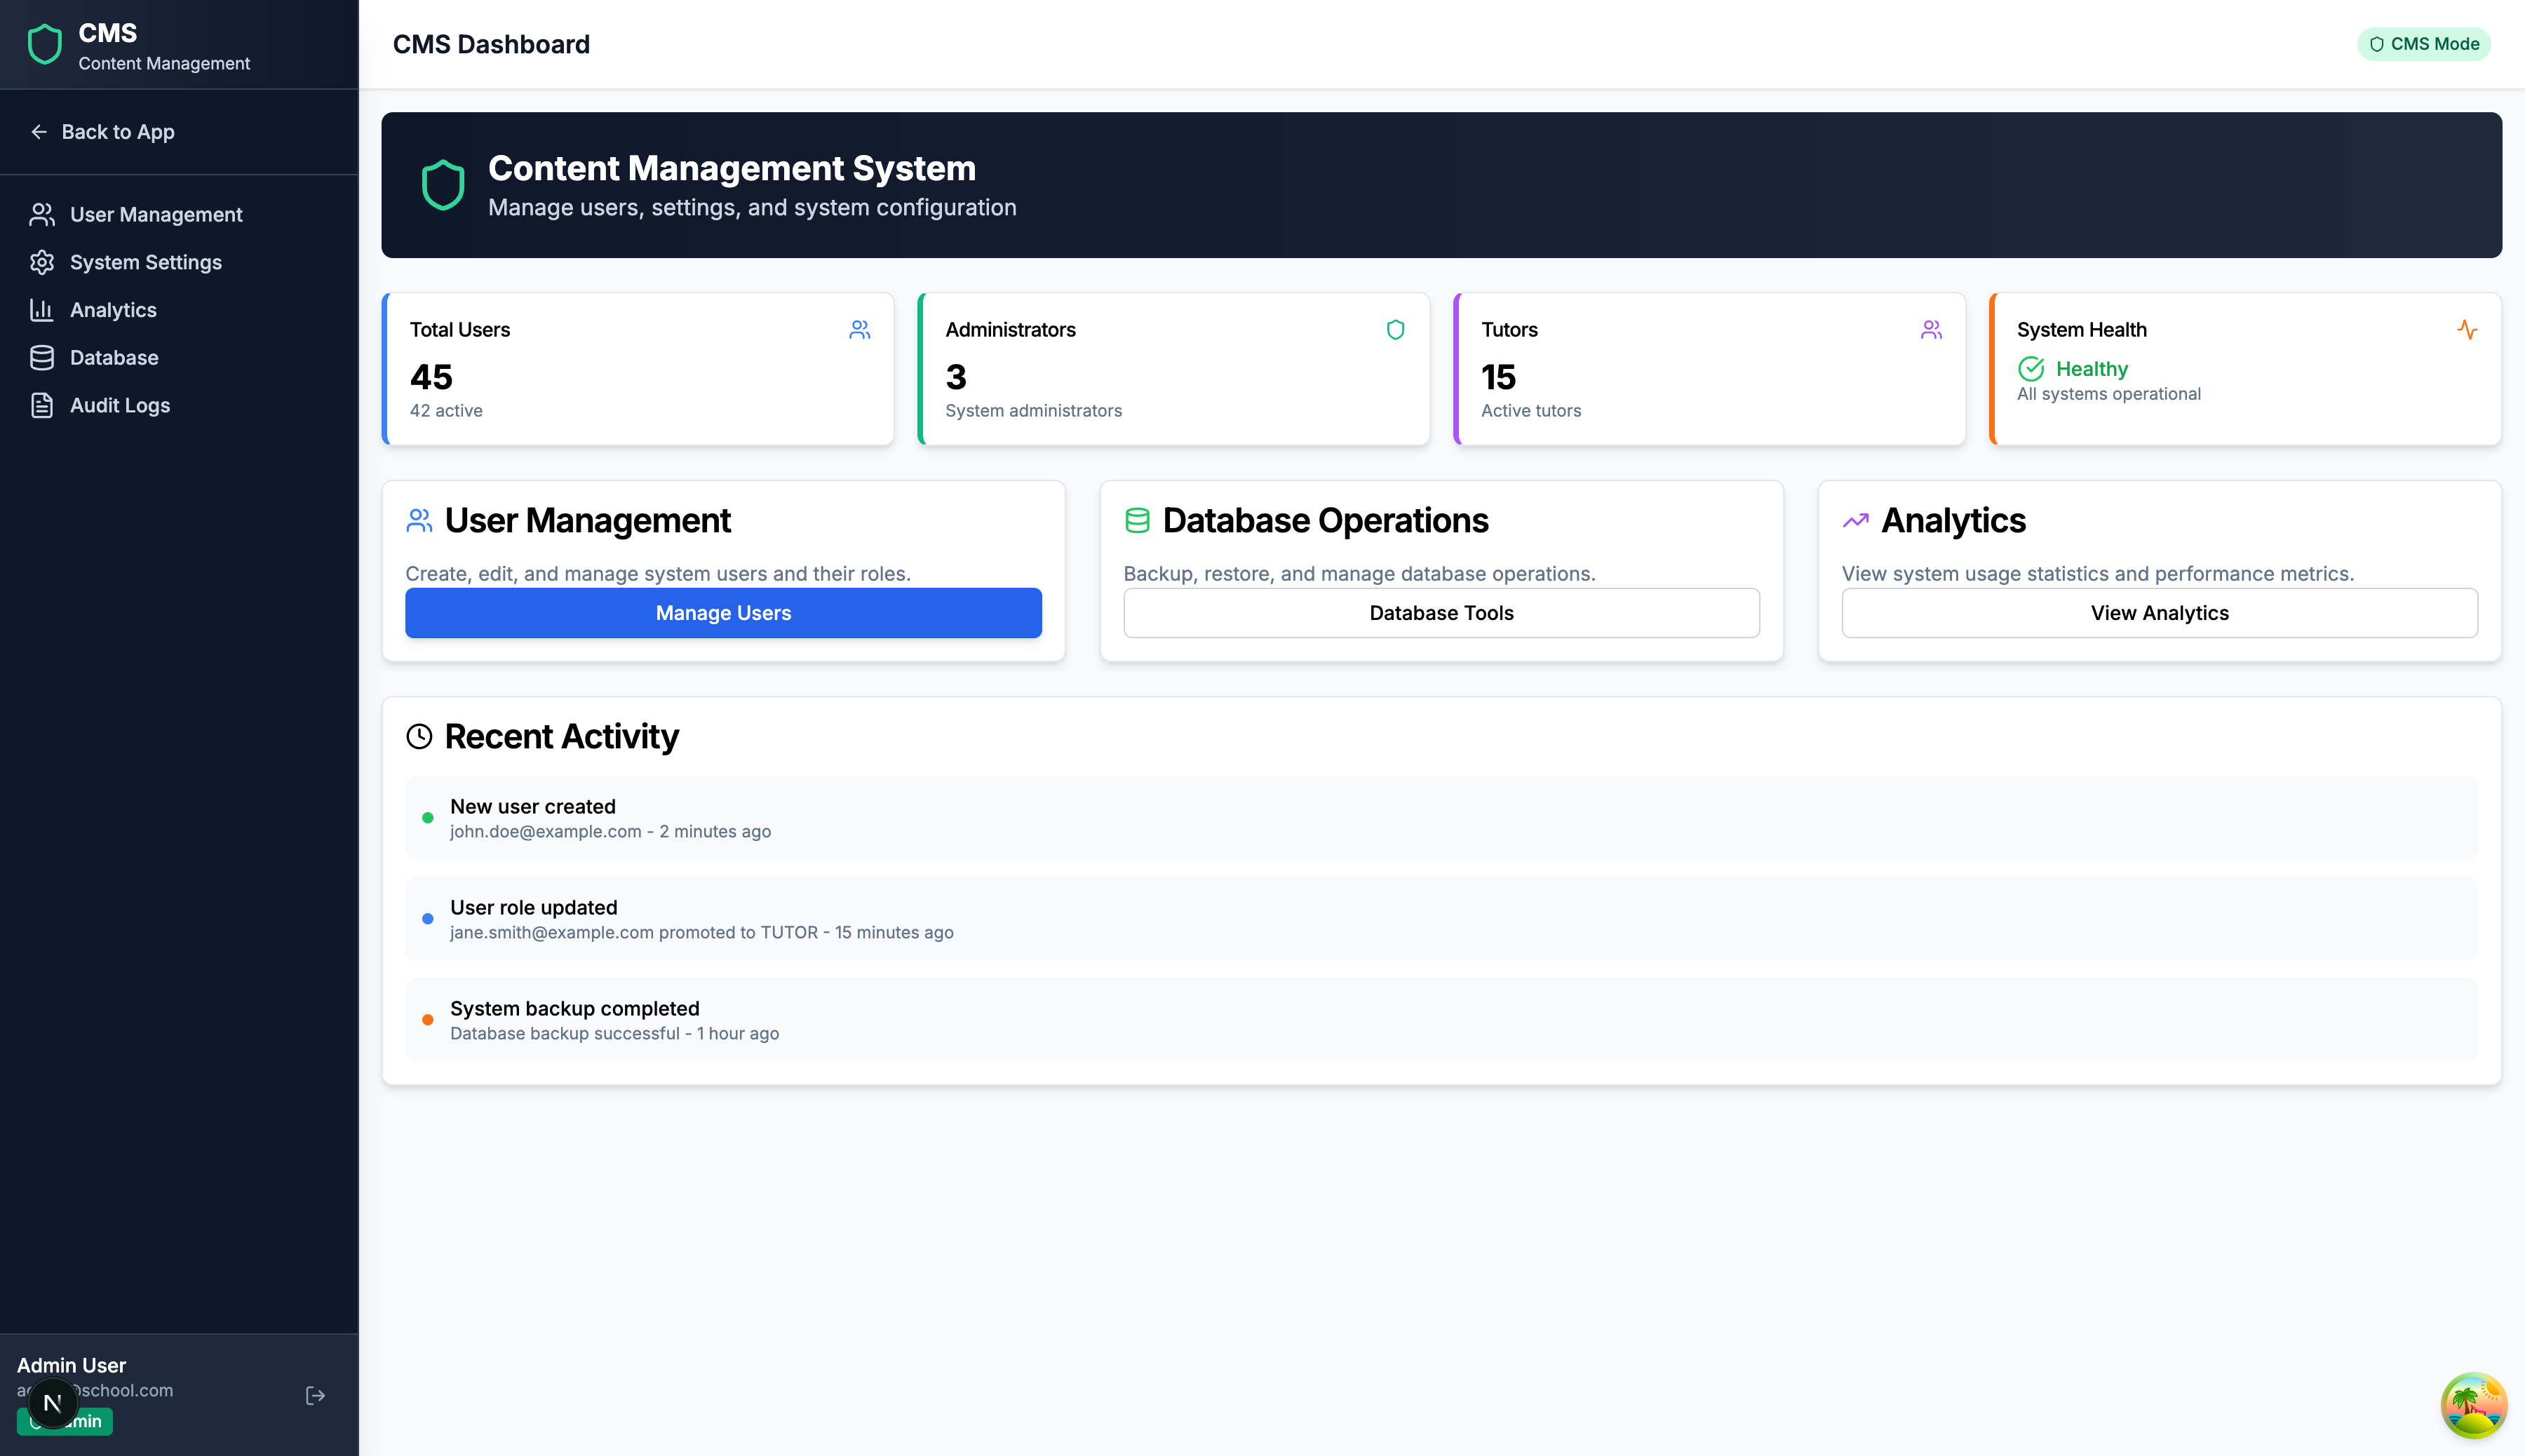 CMS
Content Management
Back to App
User Management
System Settings
Analytics
Database
Audit Logs
Admin User
@school.com
N
CMS Dashboard
CMS Mode
Content Management System
Manage users, settings, and system configuration
Total Users
45
42 active
Administrators
3
System administrators
Tutors
15
Active tutors
System Health
Healthy
All systems operational
User Management
Create, edit, and manage system users and their roles.
Manage Users
Database Operations
Backup, restore, and manage database operations.
Database Tools
Analytics
View system usage statistics and performance metrics.
View Analytics
Recent Activity
New user created
john.doe@example.com - 2 minutes ago
User role updated
jane.smith@example.com promoted to TUTOR - 15 minutes ago
System backup completed
Database backup successful - 1 hour ago